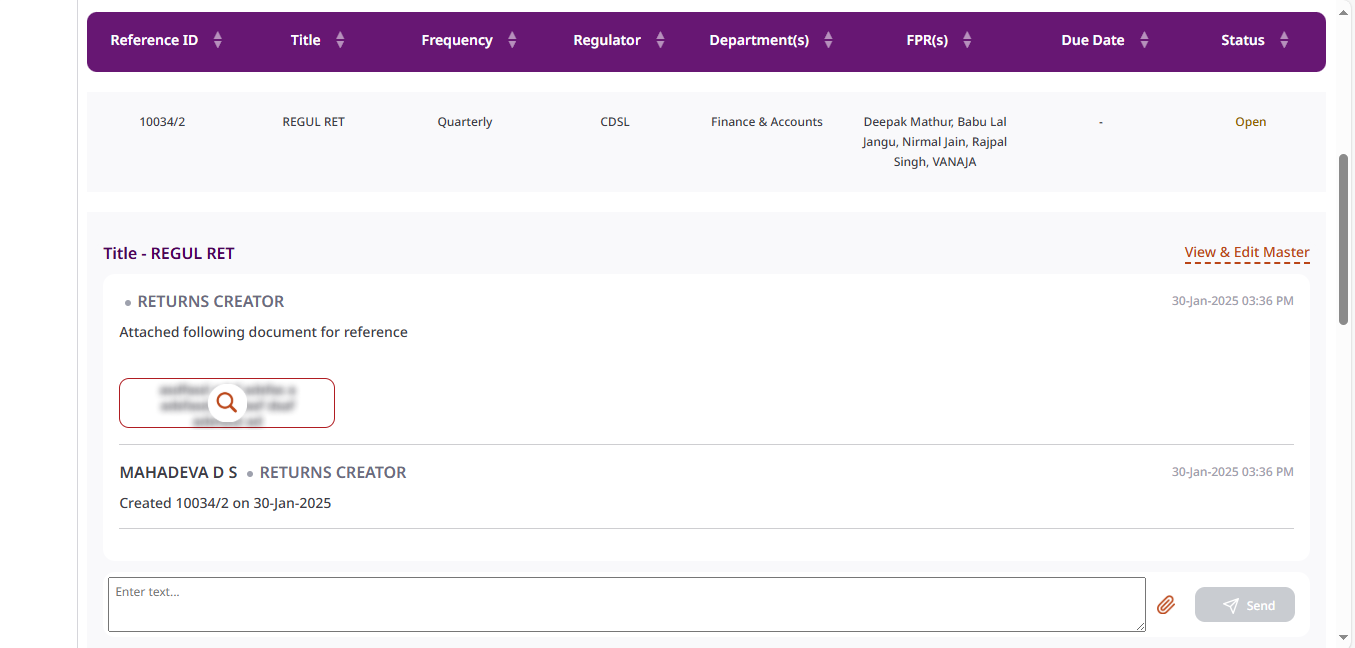 Reference ID Title Frequency Regulator Department(s) FPR(s) Due Date Status
10034/2 REGUL RET Quarterly CDSL Finance & Accounts Deepak Mathur, Babu Lal - Open
Jangu, Nirmal Jain, Rajpal
Singh, VANAJA
Title - REGUL RET View & Edit Master
• RETURNS CREATOR 30-Jan-2025 03:36 PM
Attached following document for reference
MAHADEVA D S • RETURNS CREATOR 30-Jan-2025 03:36 PM
Created 10034/2 on 30-Jan-2025
Enter text...
Send